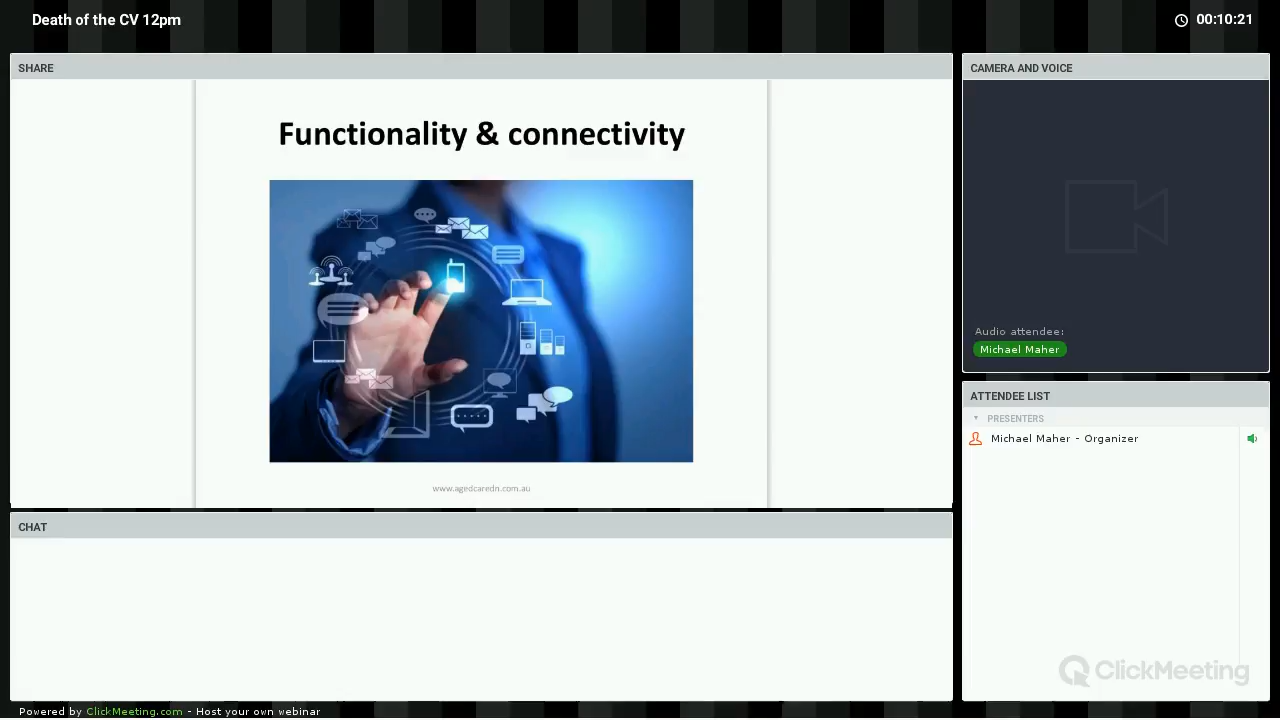 Death of the CV 12pm
00:10:21
SHARE
Functionality & connectivity
www.agedcaredn.com.au
CHAT
CAMERA AND VOICE
Audio attendee:
Michael Maher
ATTENDEE LIST
PRESENTERS
Michael Maher - Organizer
ClickMeeting
Powered by ClickMeeting.com - Host your own webinar